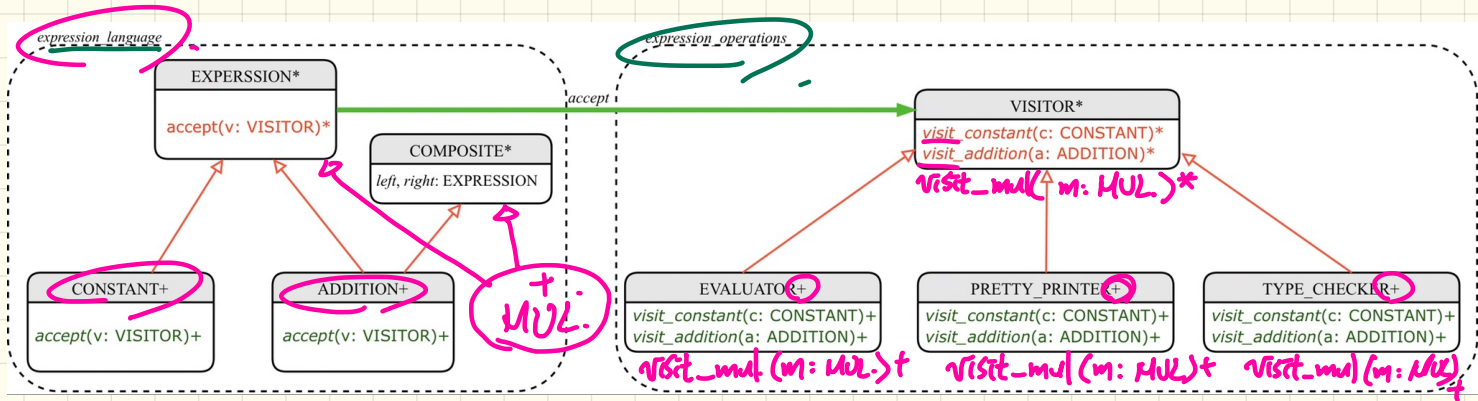 expression_language
EXPERSSION*
accept(v: VISITOR)*
COMPOSITE*
left, right: EXPRESSION
CONSTANT+
accept(v: VISITOR)+
ADDITION+
accept(v: VISITOR)+
+
MUL.
accept
expression_operations
VISITOR*
visit_constant(c: CONSTANT)*
visit_addition(a: ADDITION)*
visit_mul( m: MUL.)*
EVALUATOR+
visit_constant(c: CONSTANT)+
visit_addition(a: ADDITION)+
visit_mul (m: MUL.)+
PRETTY_PRINTER+
visit_constant(c: CONSTANT)+
visit_addition(a: ADDITION)+
visit_mul (m: MUL)+
TYPE_CHECKER+
visit_constant(c: CONSTANT)+
visit_addition(a: ADDITION)+
visit_mul (m: MUL)+